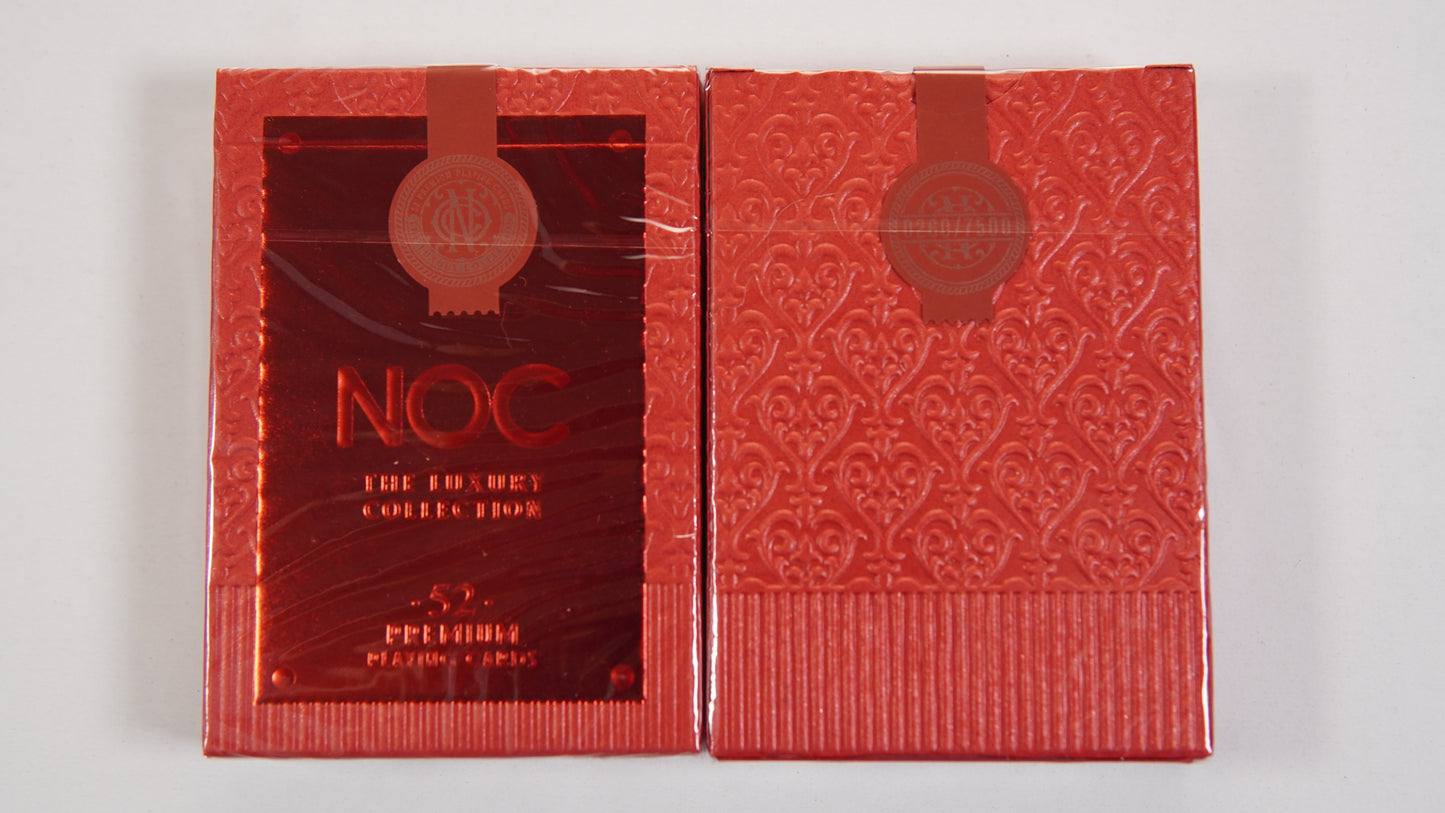 NOC
THE LUXURY
COLLECTION
·52·
PREMIUM
PLAYING CARDS